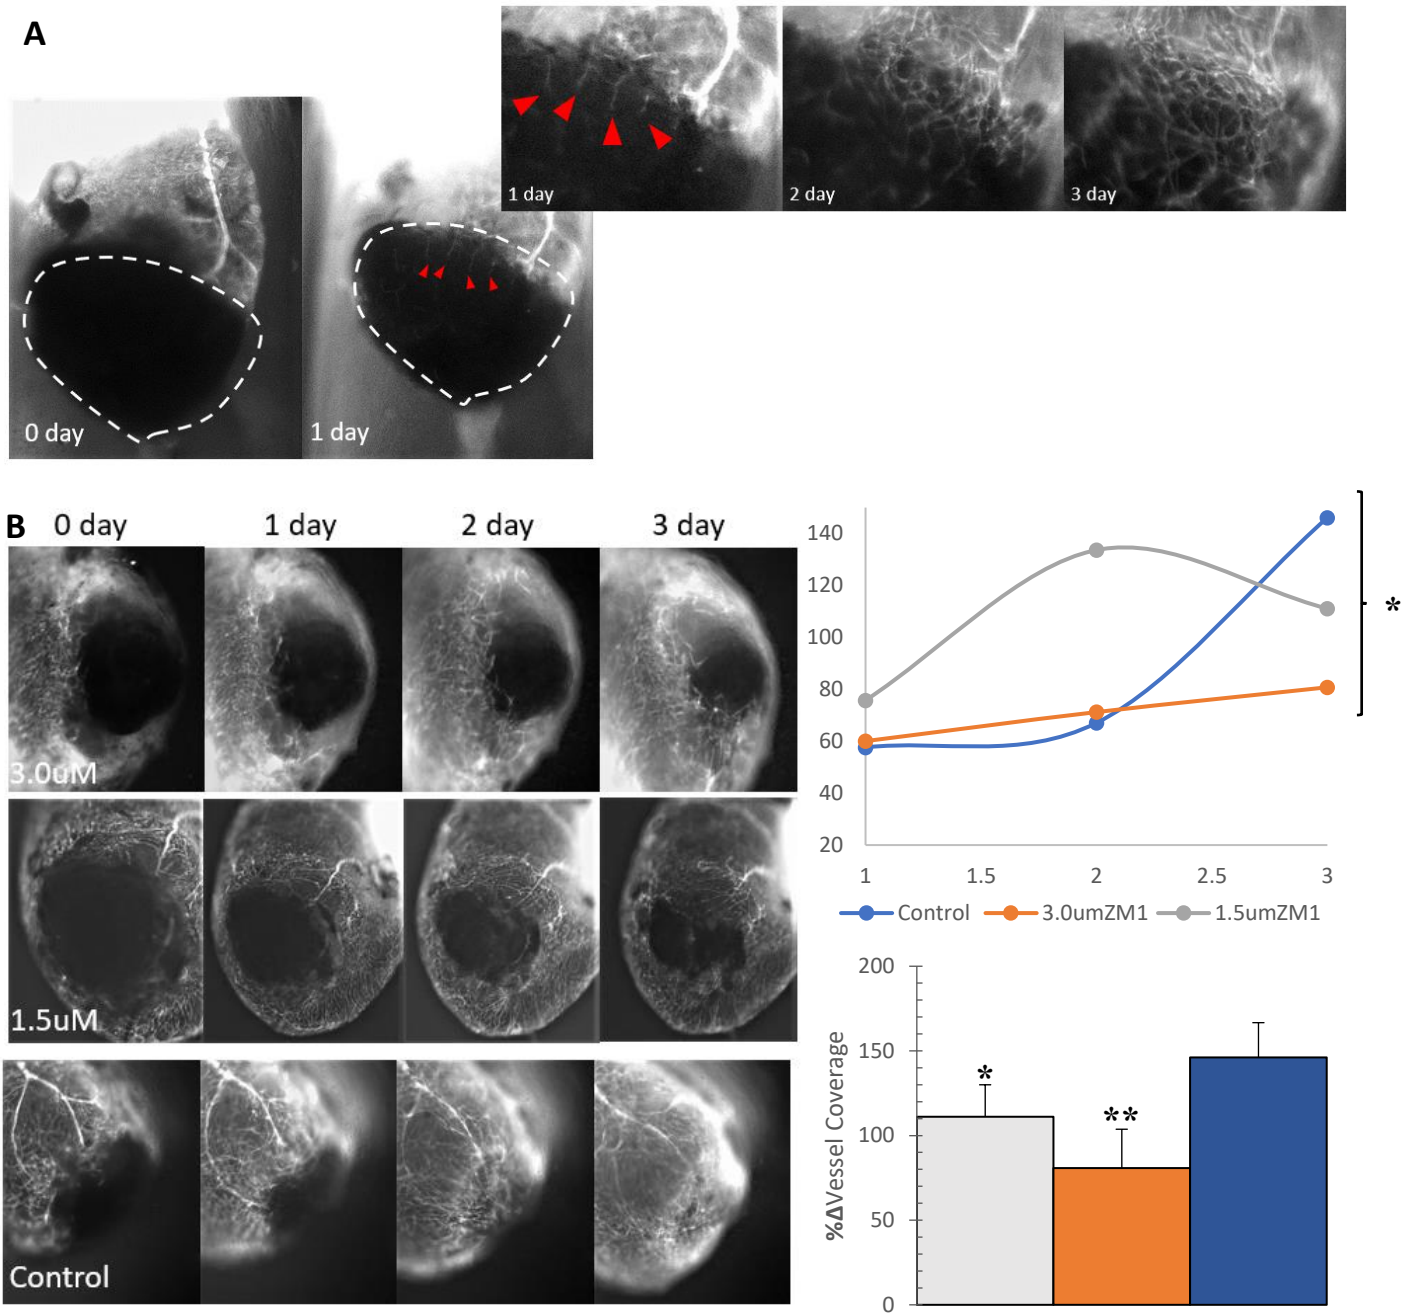 A
1 day
2 day
3 day
0 day
1 day
B
0 day
1 day
2 day
3 day
3.0uM
1.5uM
Control
140
120
100
80
60
40
20
1
1.5
2
2.5
3
*
Control
3.0umZM1
1.5umZM1
%ΔVessel Coverage
200
150
100
50
0
*
**